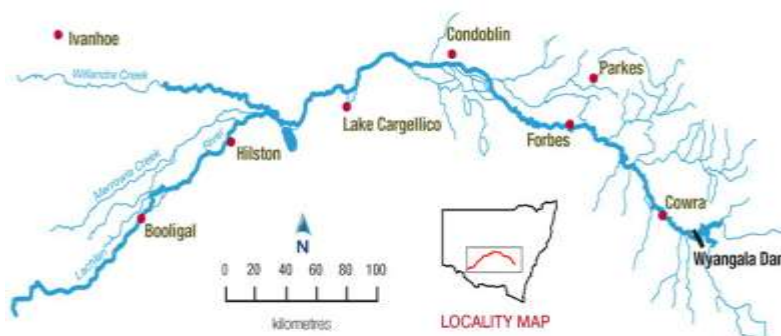 Ivanhoe
Condoblin
Parkes
Willandra Creek
Lake Cargellico
Forbes
Merrowie Creek
River
Hilston
Cowra
Booligal
Lachlan
N
Wyangala Dam
0 20 40 60 80 100
kilometres
LOCALITY MAP